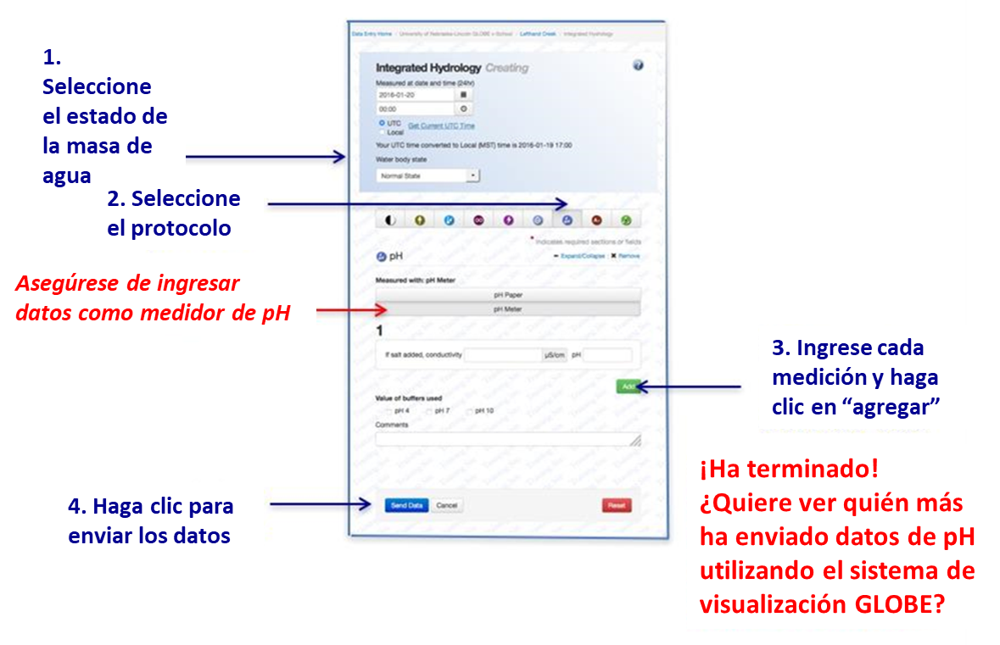 1.
Seleccione
el estado de
la masa de
agua
2. Seleccione
el protocolo
Asegúrese de ingresar
datos como medidor de pH
Data Entry Home / University of Nebraska-Lincoln GLOBE v-School / Lefthand Creek / Integrated Hydrology
Integrated Hydrology Creating
Measured at date and time (24hr)
2016-01-20
00:00
UTC Get Current UTC Time
Local
Your UTC time converted to Local (MST) time is 2016-01-19 17:00
Water body state
Normal State
* Indicates required sections or fields
pH
Expand/Collapse ✖ Remove
Measured with: pH Meter
pH Paper
pH Meter
1
If salt added, conductivity µS/cm pH
Add
Value of buffers used
pH 4 pH 7 pH 10
Comments
Send Data Cancel Reset
3. Ingrese cada
medición y haga
clic en “agregar”
4. Haga clic para
enviar los datos
¡Ha terminado!
¿Quiere ver quién más
ha enviado datos de pH
utilizando el sistema de
visualización GLOBE?